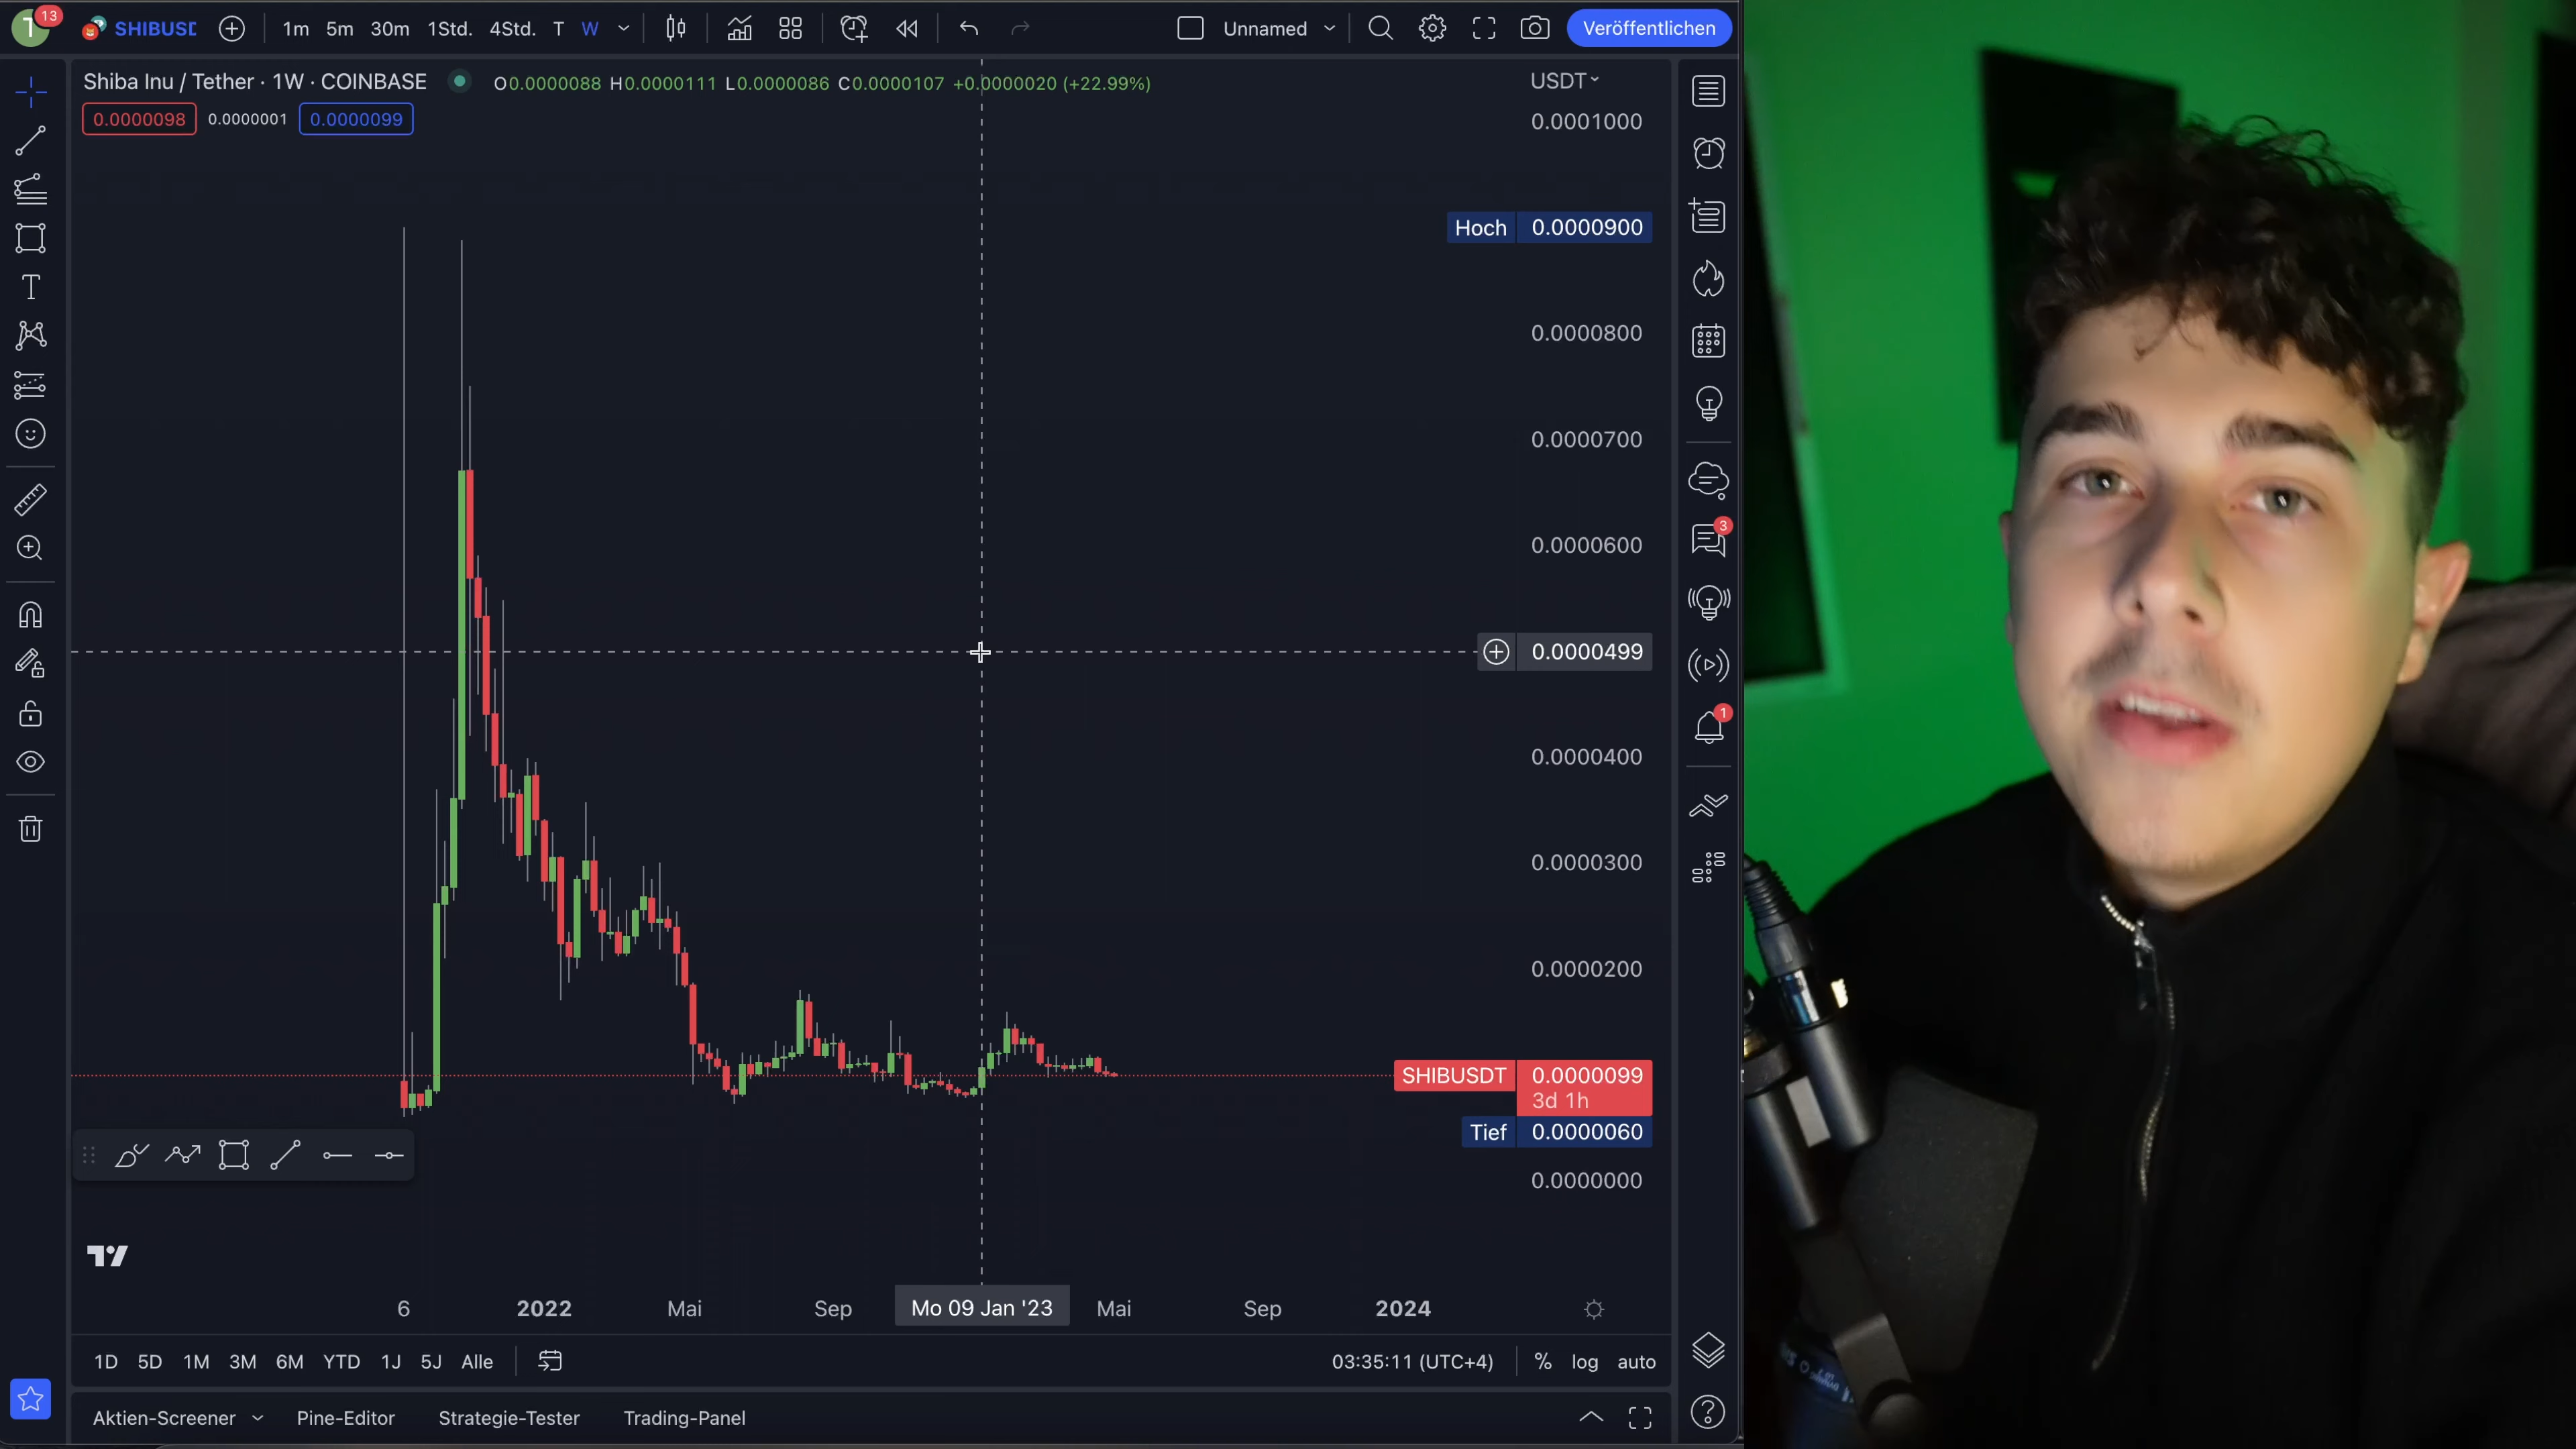 T 13 SHIBUSD 1m 5m 30m 1Std. 4Std. T W Unnamed Veröffentlichen
Shiba Inu / Tether · 1W · COINBASE O0.0000088 H0.0000111 L0.0000086 C0.0000107 +0.0000020 (+22.99%) USDT
0.0000098 0.0000001 0.0000099
0.0001000
Hoch 0.0000900
0.0000800
0.0000700
0.0000600
3
0.0000499
1
0.0000400
0.0000300
0.0000200
SHIBUSDT 0.0000099
3d 1h
Tief 0.0000060
0.0000000
6 2022 Mai Sep Mo 09 Jan '23 Mai Sep 2024
1D 5D 1M 3M 6M YTD 1J 5J Alle 03:35:11 (UTC+4) % log auto
Aktien-Screener Pine-Editor Strategie-Tester Trading-Panel